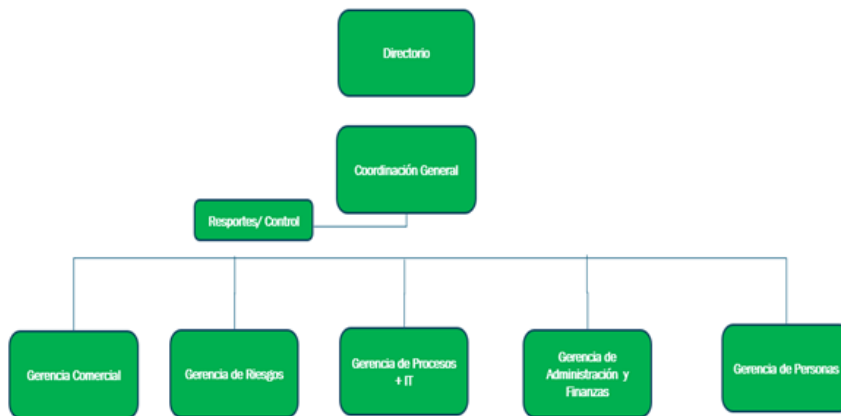 Directorio
Coordinación General
Resportes/ Control
Gerencia Comercial
Gerencia de Riesgos
Gerencia de Procesos
+ IT
Gerencia de
Administración y
Finanzas
Gerencia de Personas